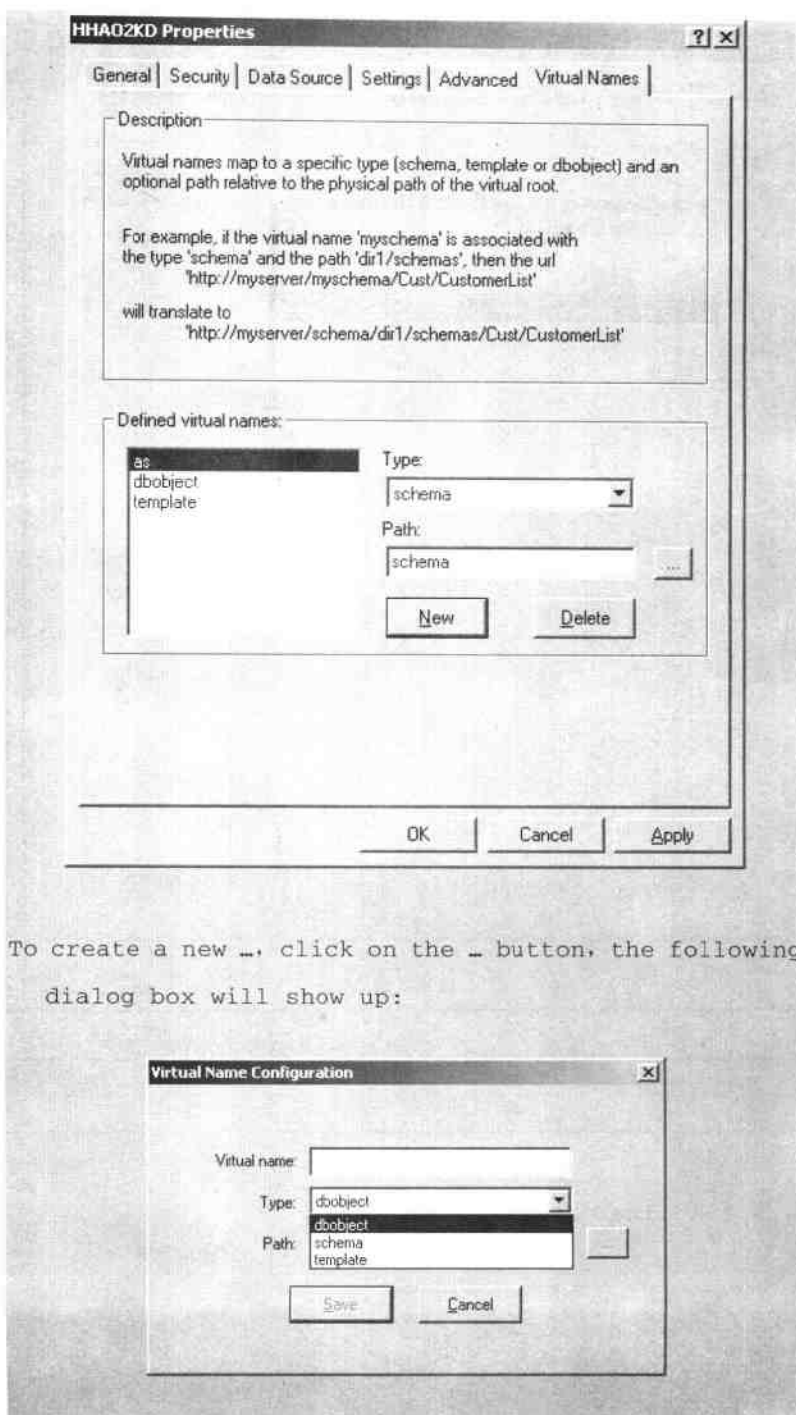 HHAO2KD Properties
? ×
General Security Data Source Settings Advanced Virtual Names
Description
Virtual names map to a specific type (schema, template or dbobject) and an
optional path relative to the physical path of the virtual root.
For example, if the virtual name 'myschema' is associated with
the type 'schema' and the path 'dir1/schemas', then the url
'http://myserver/myschema/Cust/CustomerList'
will translate to
'http://myserver/schema/dir1/schemas/Cust/CustomerList'
Defined virtual names:
as
dbobject
template
Type:
schema
Path:
schema
...
New Delete
OK Cancel Apply
To create a new …, click on the … button, the following
dialog box will show up:
Virtual Name Configuration
×
Virtual name:
Type: dbobject
dbobject
Path: schema
template
...
Save Cancel